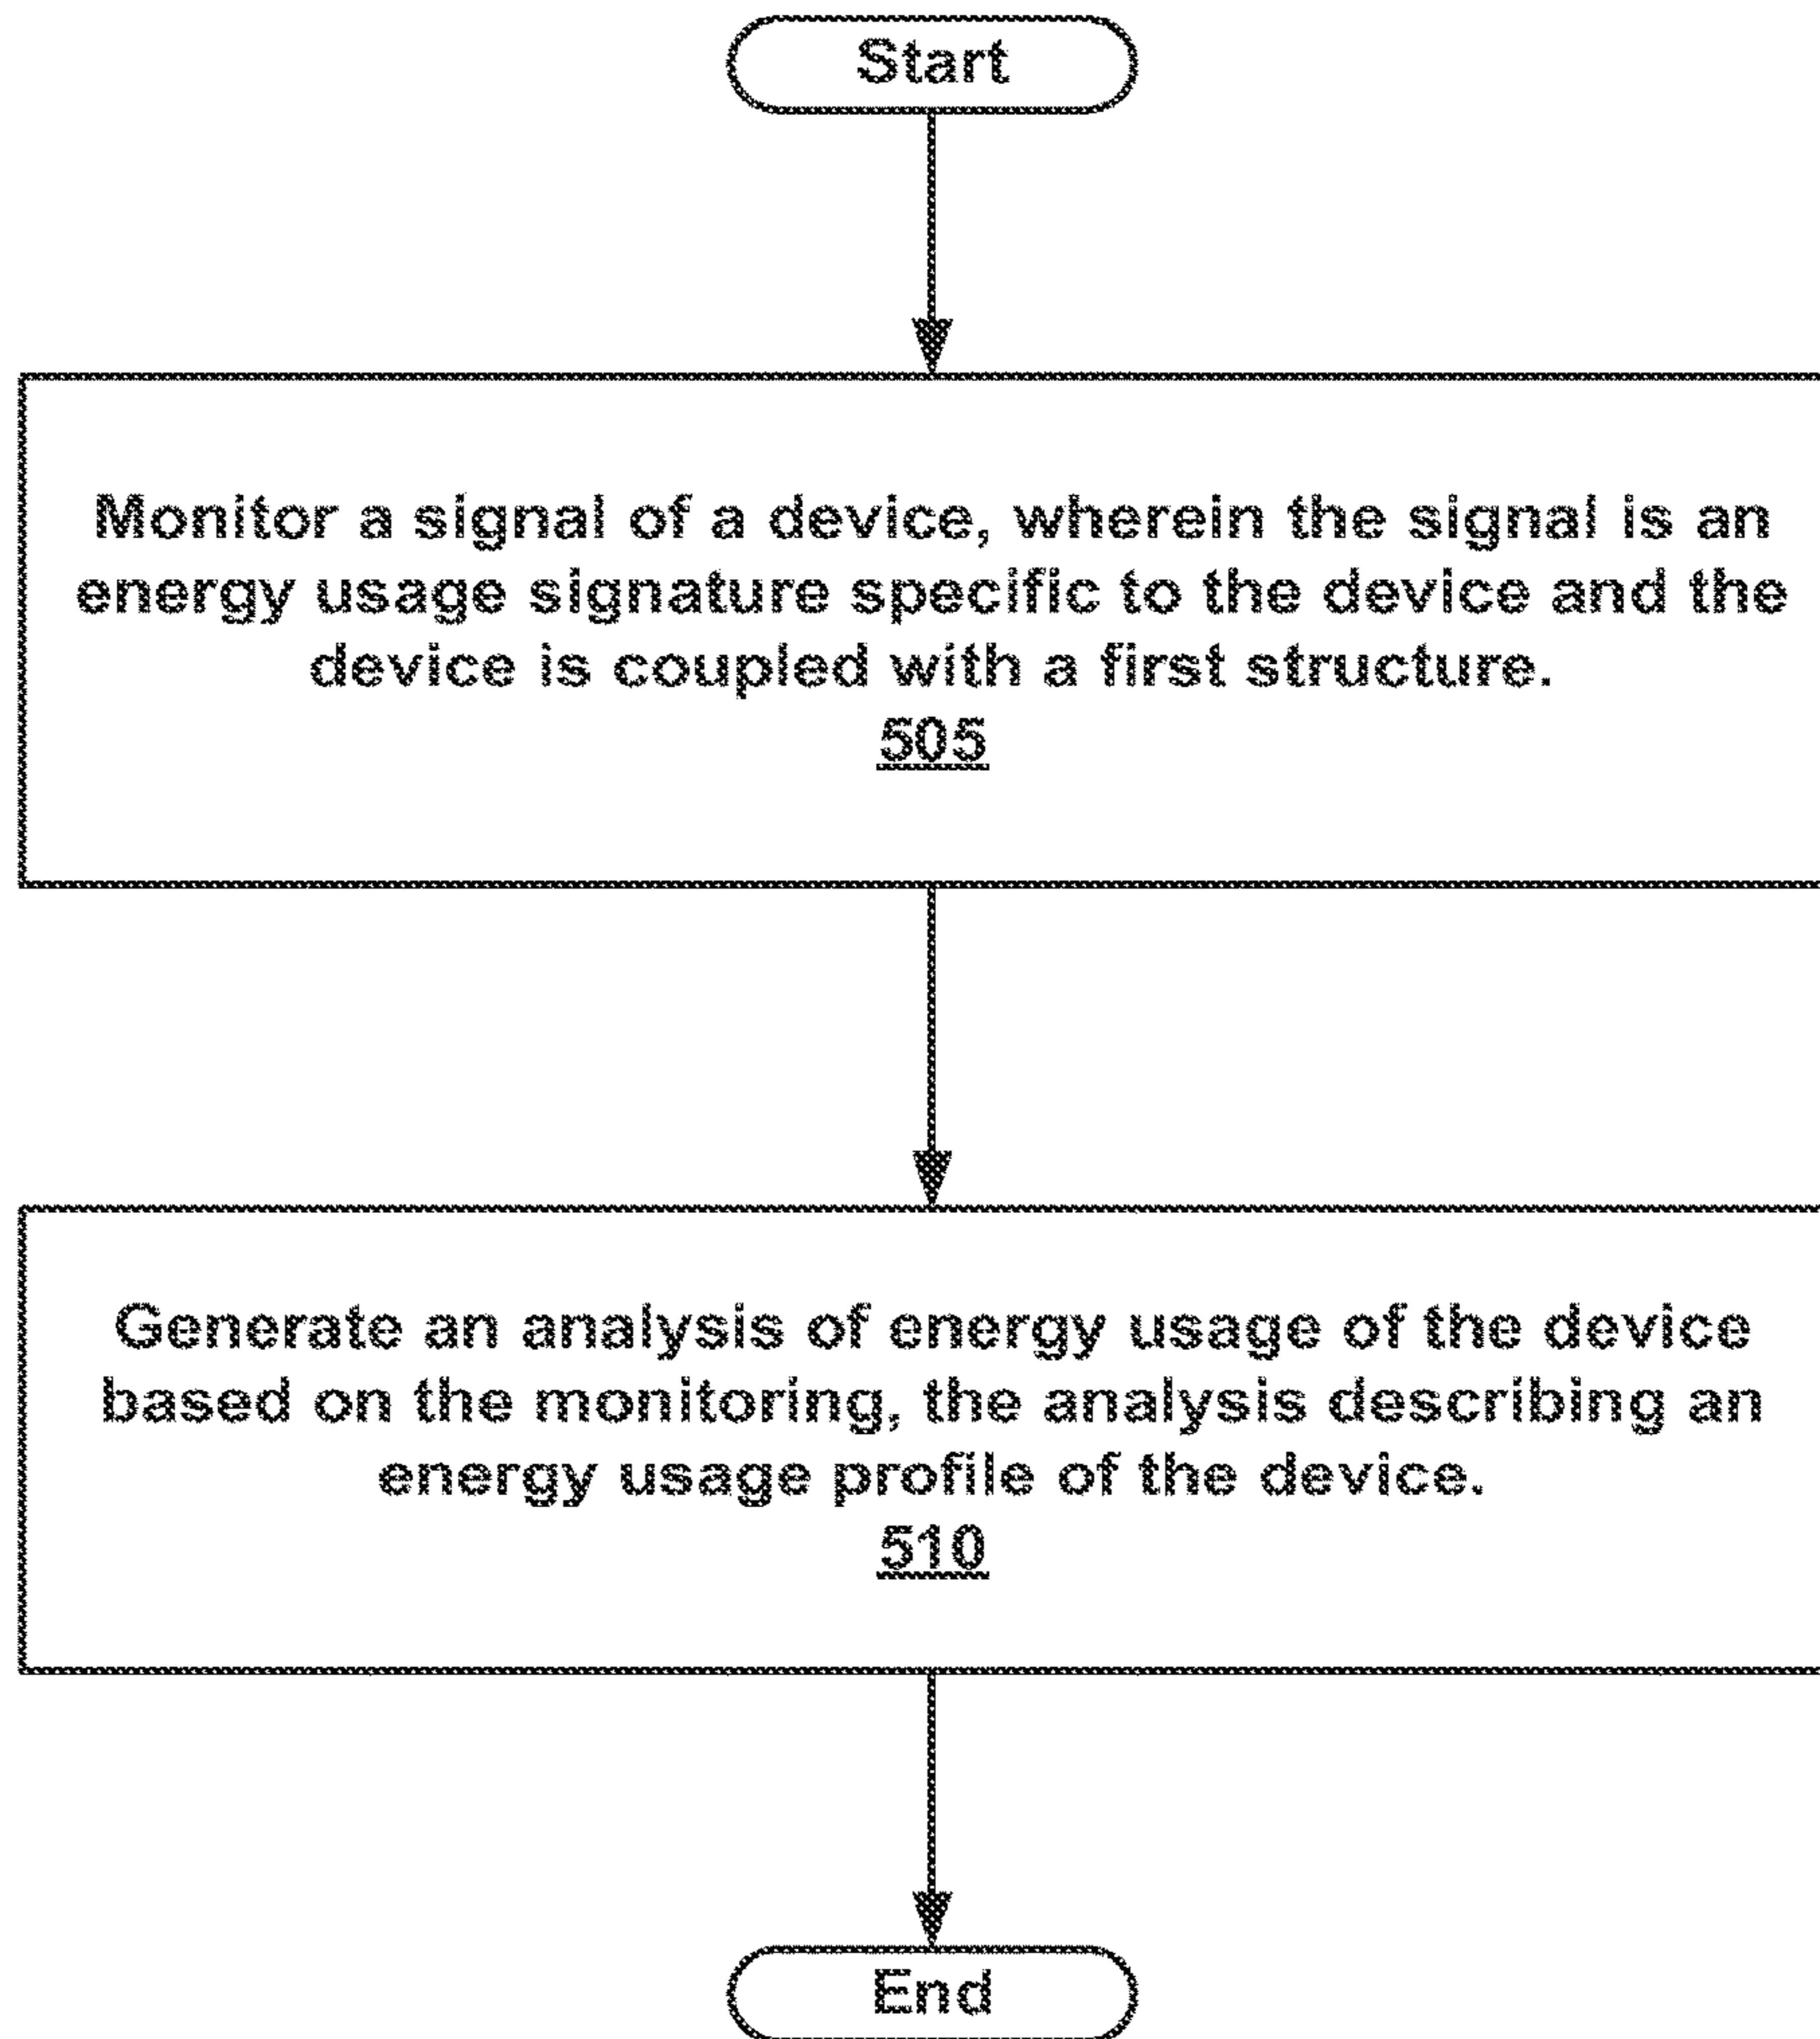 Start
Monitor a signal of a device, wherein the signal is an
energy usage signature specific to the device and the
device is coupled with a first structure.
505
Generate an analysis of energy usage of the device
based on the monitoring, the analysis describing an
energy usage profile of the device.
510
End